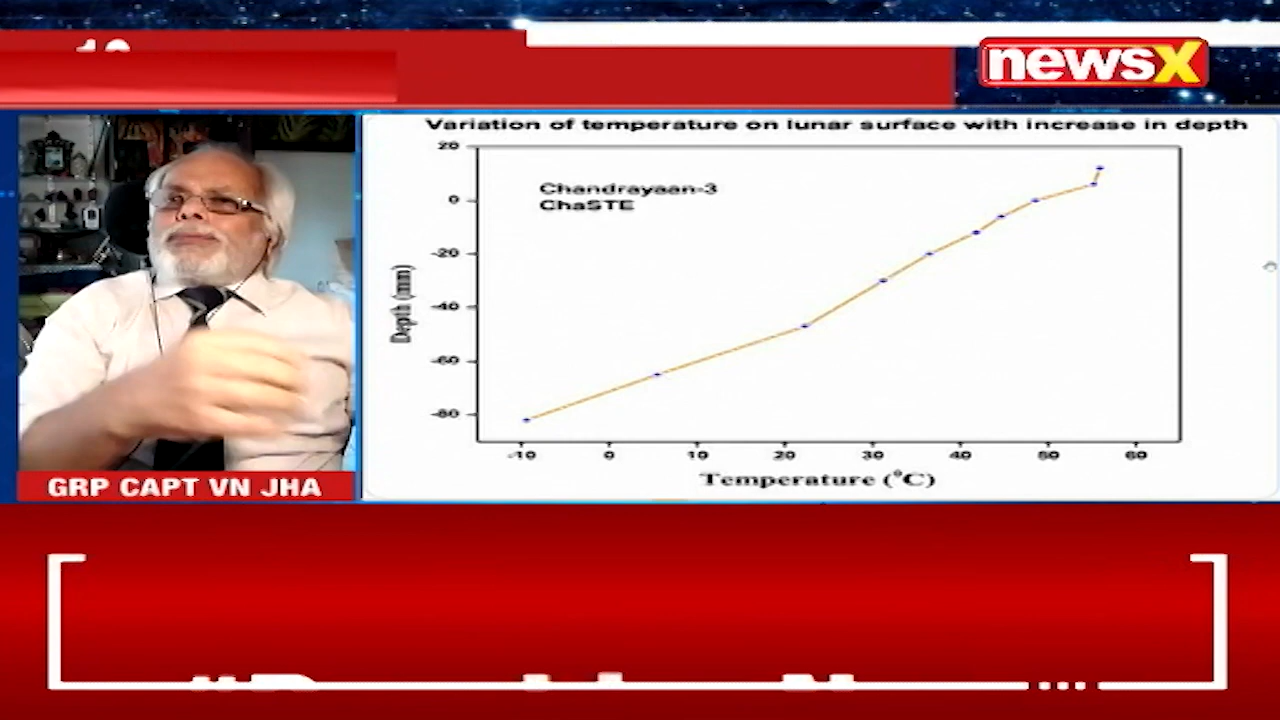 newsX
Variation of temperature on lunar surface with increase in depth
Chandrayaan-3
ChaSTE
20
0
-20
-40
-60
-80
Depth (mm)
-10 0 10 20 30 40 50 60
Temperature (⁰C)
GRP CAPT VN JHA